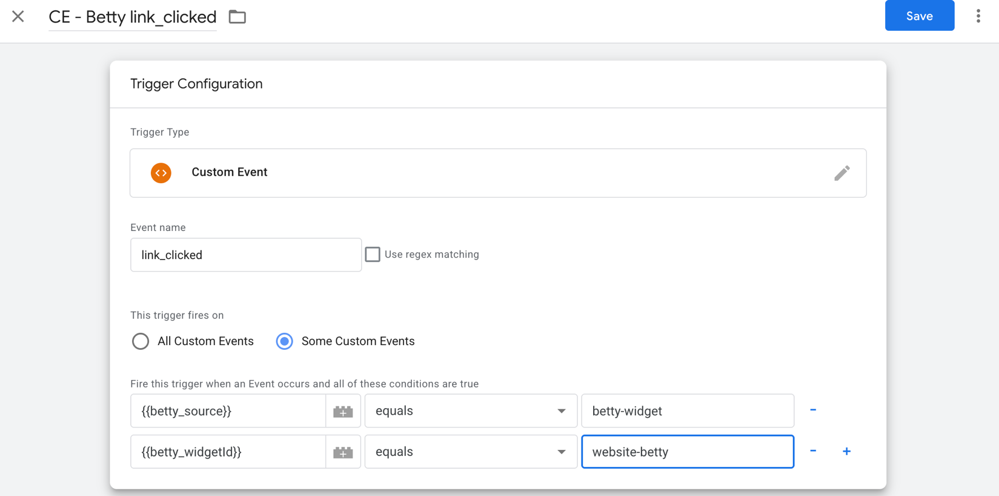 CE - Betty link_clicked
Save
Trigger Configuration
Trigger Type
Custom Event
Event name
link_clicked
Use regex matching
This trigger fires on
All Custom Events
Some Custom Events
Fire this trigger when an Event occurs and all of these conditions are true
{{betty_source}} equals betty-widget -
{{betty_widgetId}} equals website-betty - +